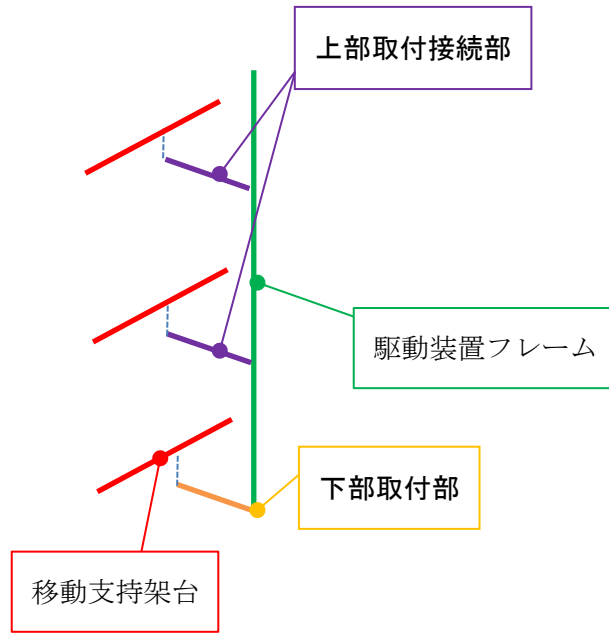 上部取付接続部
駆動装置フレーム
下部取付部
移動支持架台